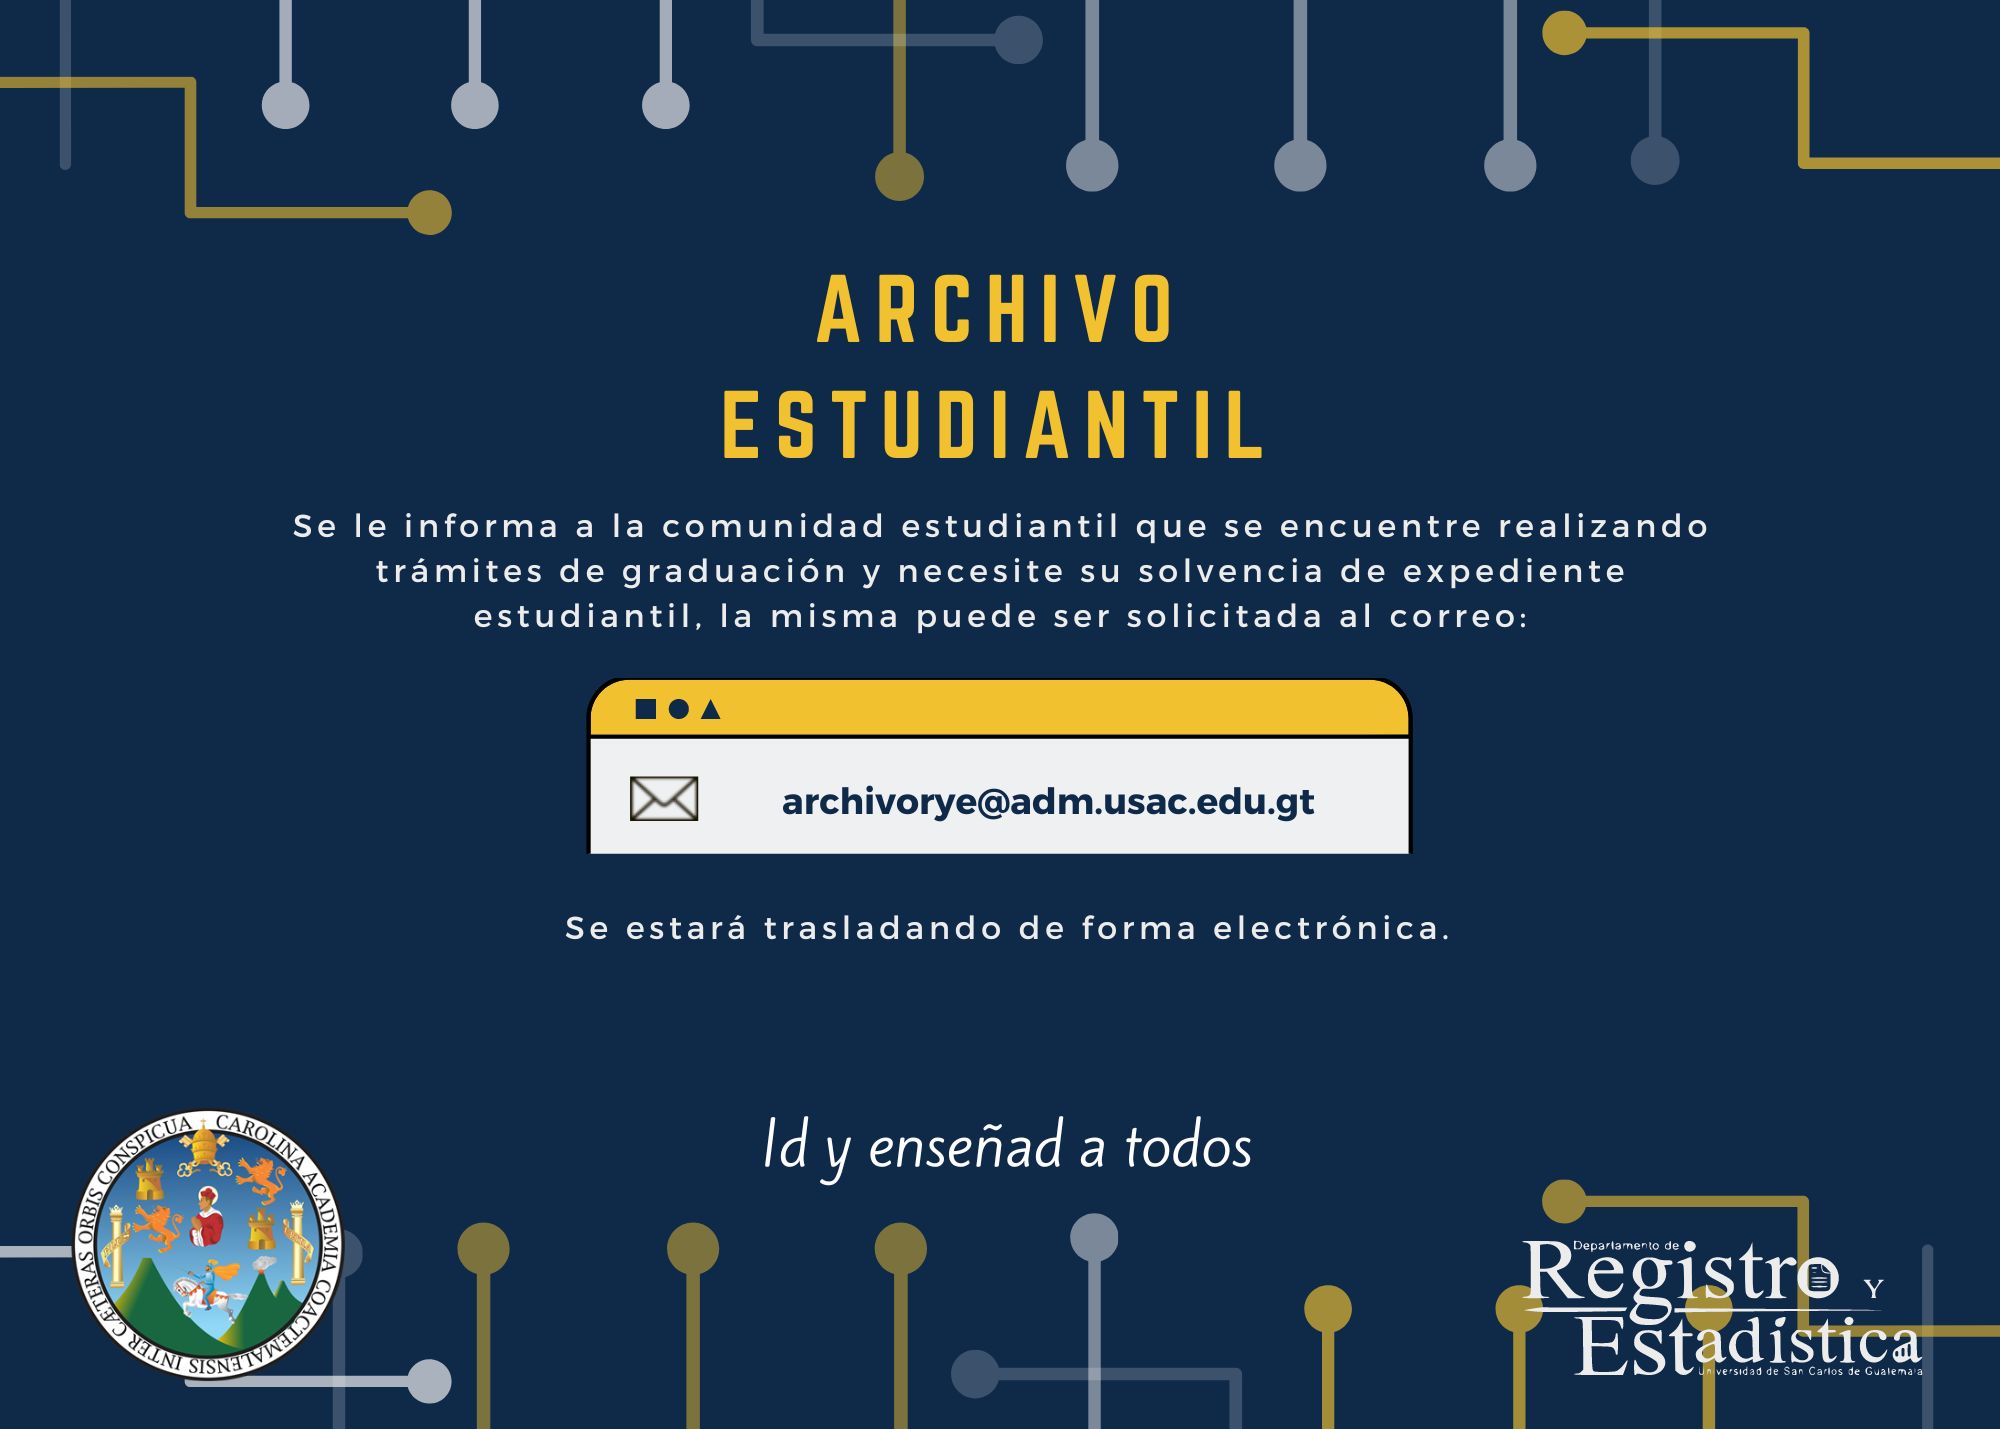 ARCHIVO
ESTUDIANTIL
Se le informa a la comunidad estudiantil que se encuentre realizando
trámites de graduación y necesite su solvencia de expediente
estudiantil, la misma puede ser solicitada al correo:
archivorye@adm.usac.edu.gt
Se estará trasladando de forma electrónica.
Id y enseñad a todos
CAROLINA ACADEMIA COACTEMALENSIS INTER CÆTERAS ORBIS CONSPICUA
Departamento de
Registro Y
Estadística
Universidad de San Carlos de Guatemala